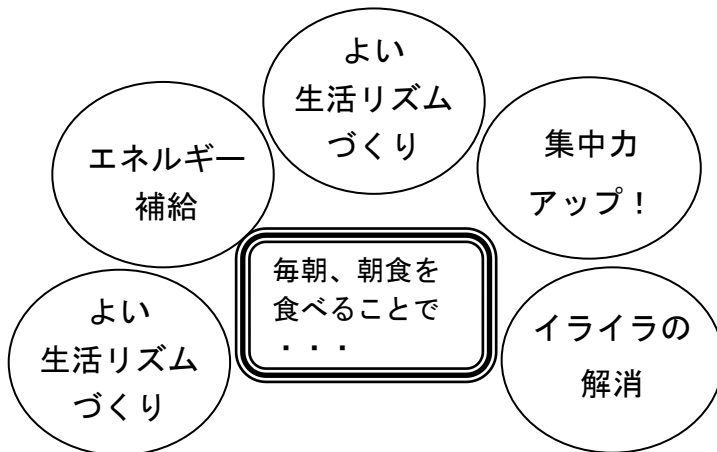 よい
生活リズム
づくり
エネルギー
補給
集中力
アップ！
毎朝、朝食を
食べることで
・・・
よい
生活リズム
づくり
イライラの
解消